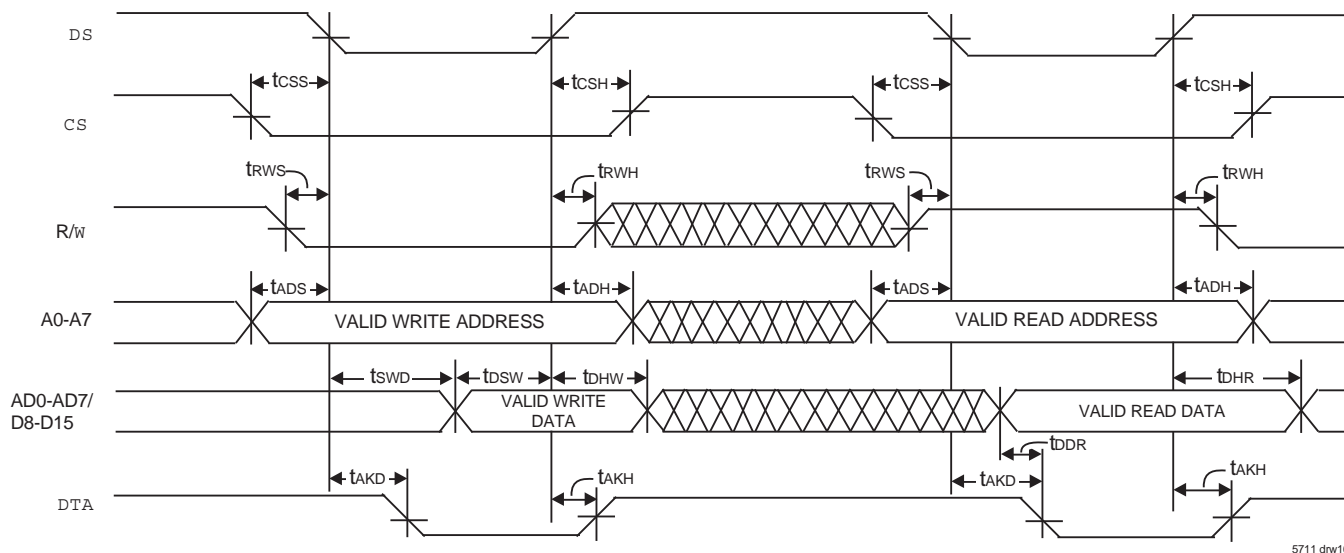 DS
tCSS tCSH tCSS tCSH
CS
tRWS tRWH tRWS tRWH
R/W
tADS tADH tADS tADH
A0-A7 VALID WRITE ADDRESS VALID READ ADDRESS
tSWD tDSW tDHW tDHR
AD0-AD7/
D8-D15
VALID WRITE
DATA
VALID READ DATA
tDDR
tAKD tAKH tAKD tAKH
DTA